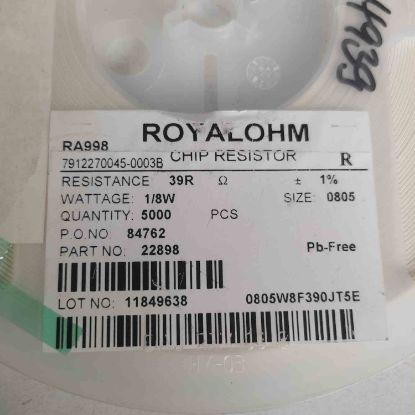 4939
RA998
ROYALOHM
7912270045-0003B
CHIP RESISTOR
R
RESISTANCE 39R Ω ± 1%
WATTAGE: 1/8W SIZE: 0805
QUANTITY: 5000 PCS
P.O.NO: 84762
PART NO: 22898 Pb-Free
LOT NO: 11849638 0805W8F390JT5E